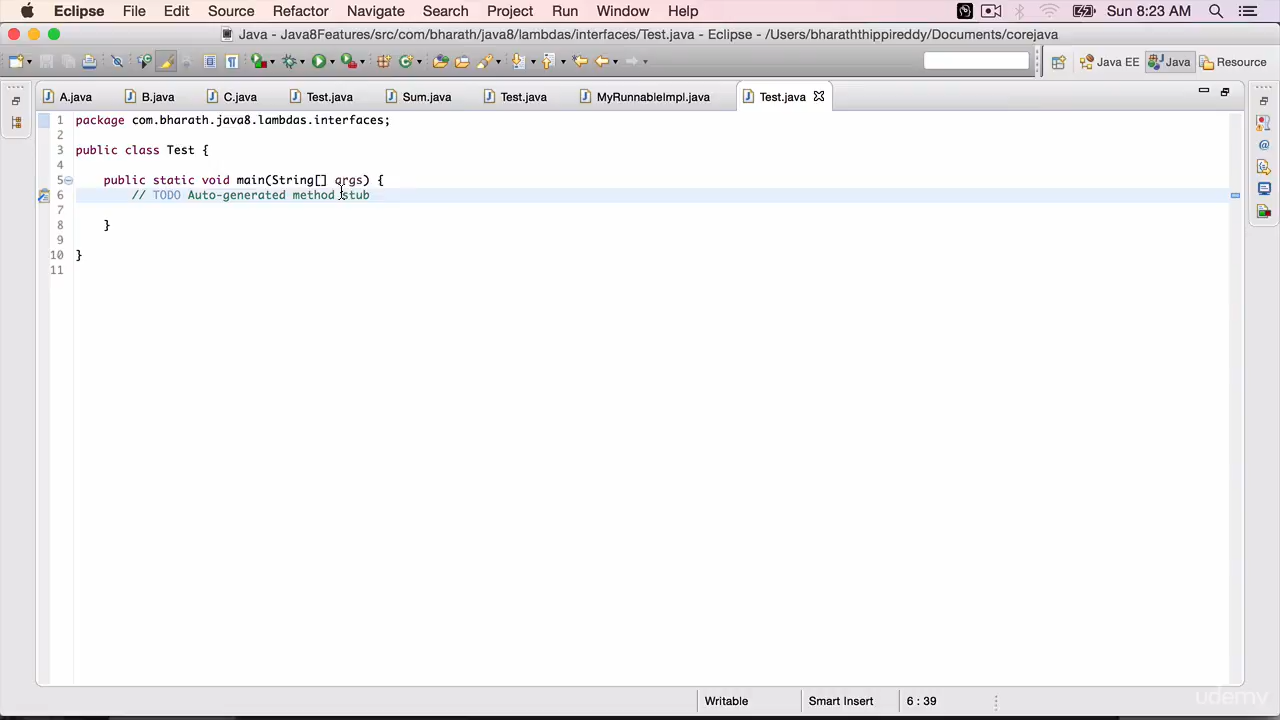 Eclipse File Edit Source Refactor Navigate Search Project Run Window Help Sun 8:23 AM
Java - Java8Features/src/com/bharath/java8/lambdas/interfaces/Test.java - Eclipse - /Users/bharaththippireddy/Documents/corejava
Java EE Java Resource
A.java B.java C.java Test.java Sum.java Test.java MyRunnableImpl.java Test.java
1 package com.bharath.java8.lambdas.interfaces;
2
3 public class Test {
4
5 public static void main(String[] args) {
6 // TODO Auto-generated method stub
7
8 }
9
10 }
11
Writable Smart Insert 6 : 39
udemy